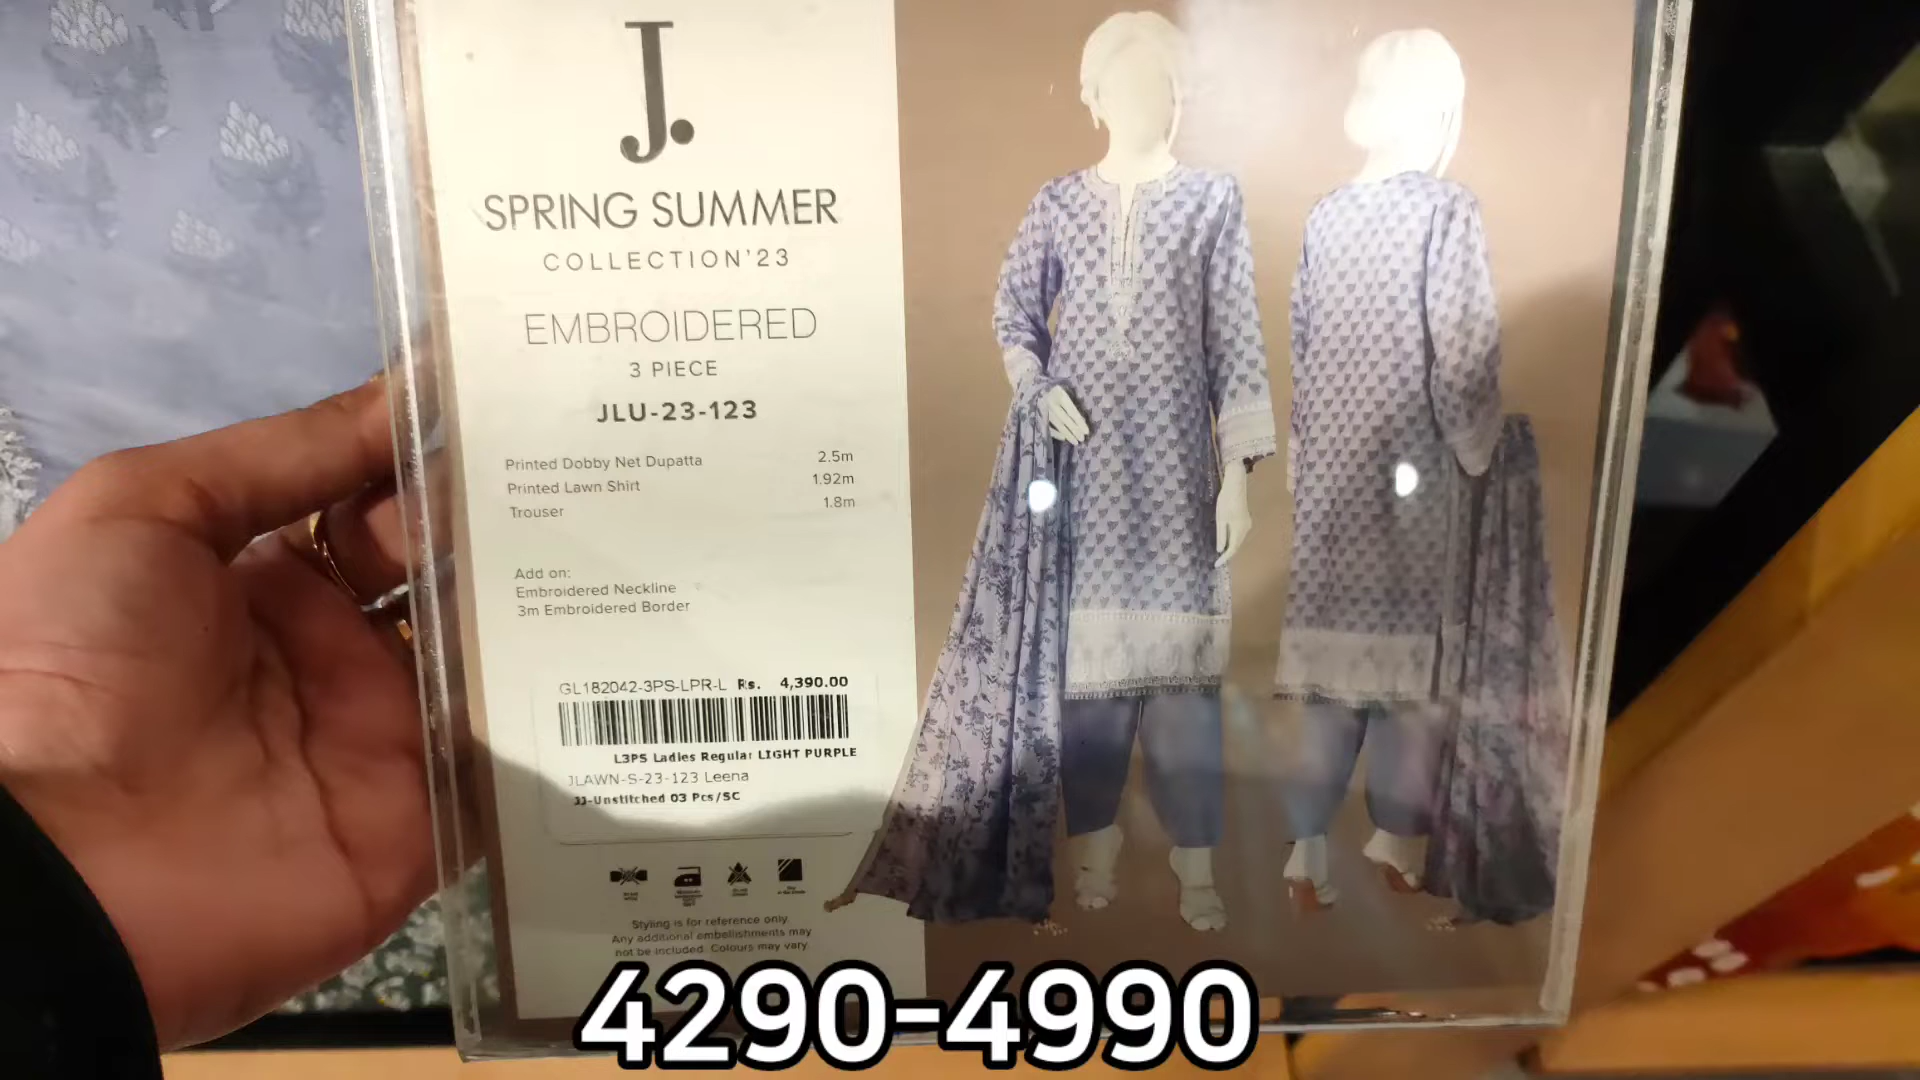 J.
SPRING SUMMER
COLLECTION'23
EMBROIDERED
3 PIECE
JLU-23-123
Printed Dobby Net Dupatta 2.5m
Printed Lawn Shirt 1.92m
Trouser 1.8m
Add on:
Embroidered Neckline
3m Embroidered Border
GL182042-3PS-LPR-L Rs. 4,390.00
L3PS Ladies Regular LIGHT PURPLE
JLAWN-S-23-123 Leena
JJ-Unstitched 03 Pcs/SC
Styling is for reference only.
Any additional embellishments may
not be included. Colours may vary.
4290-4990